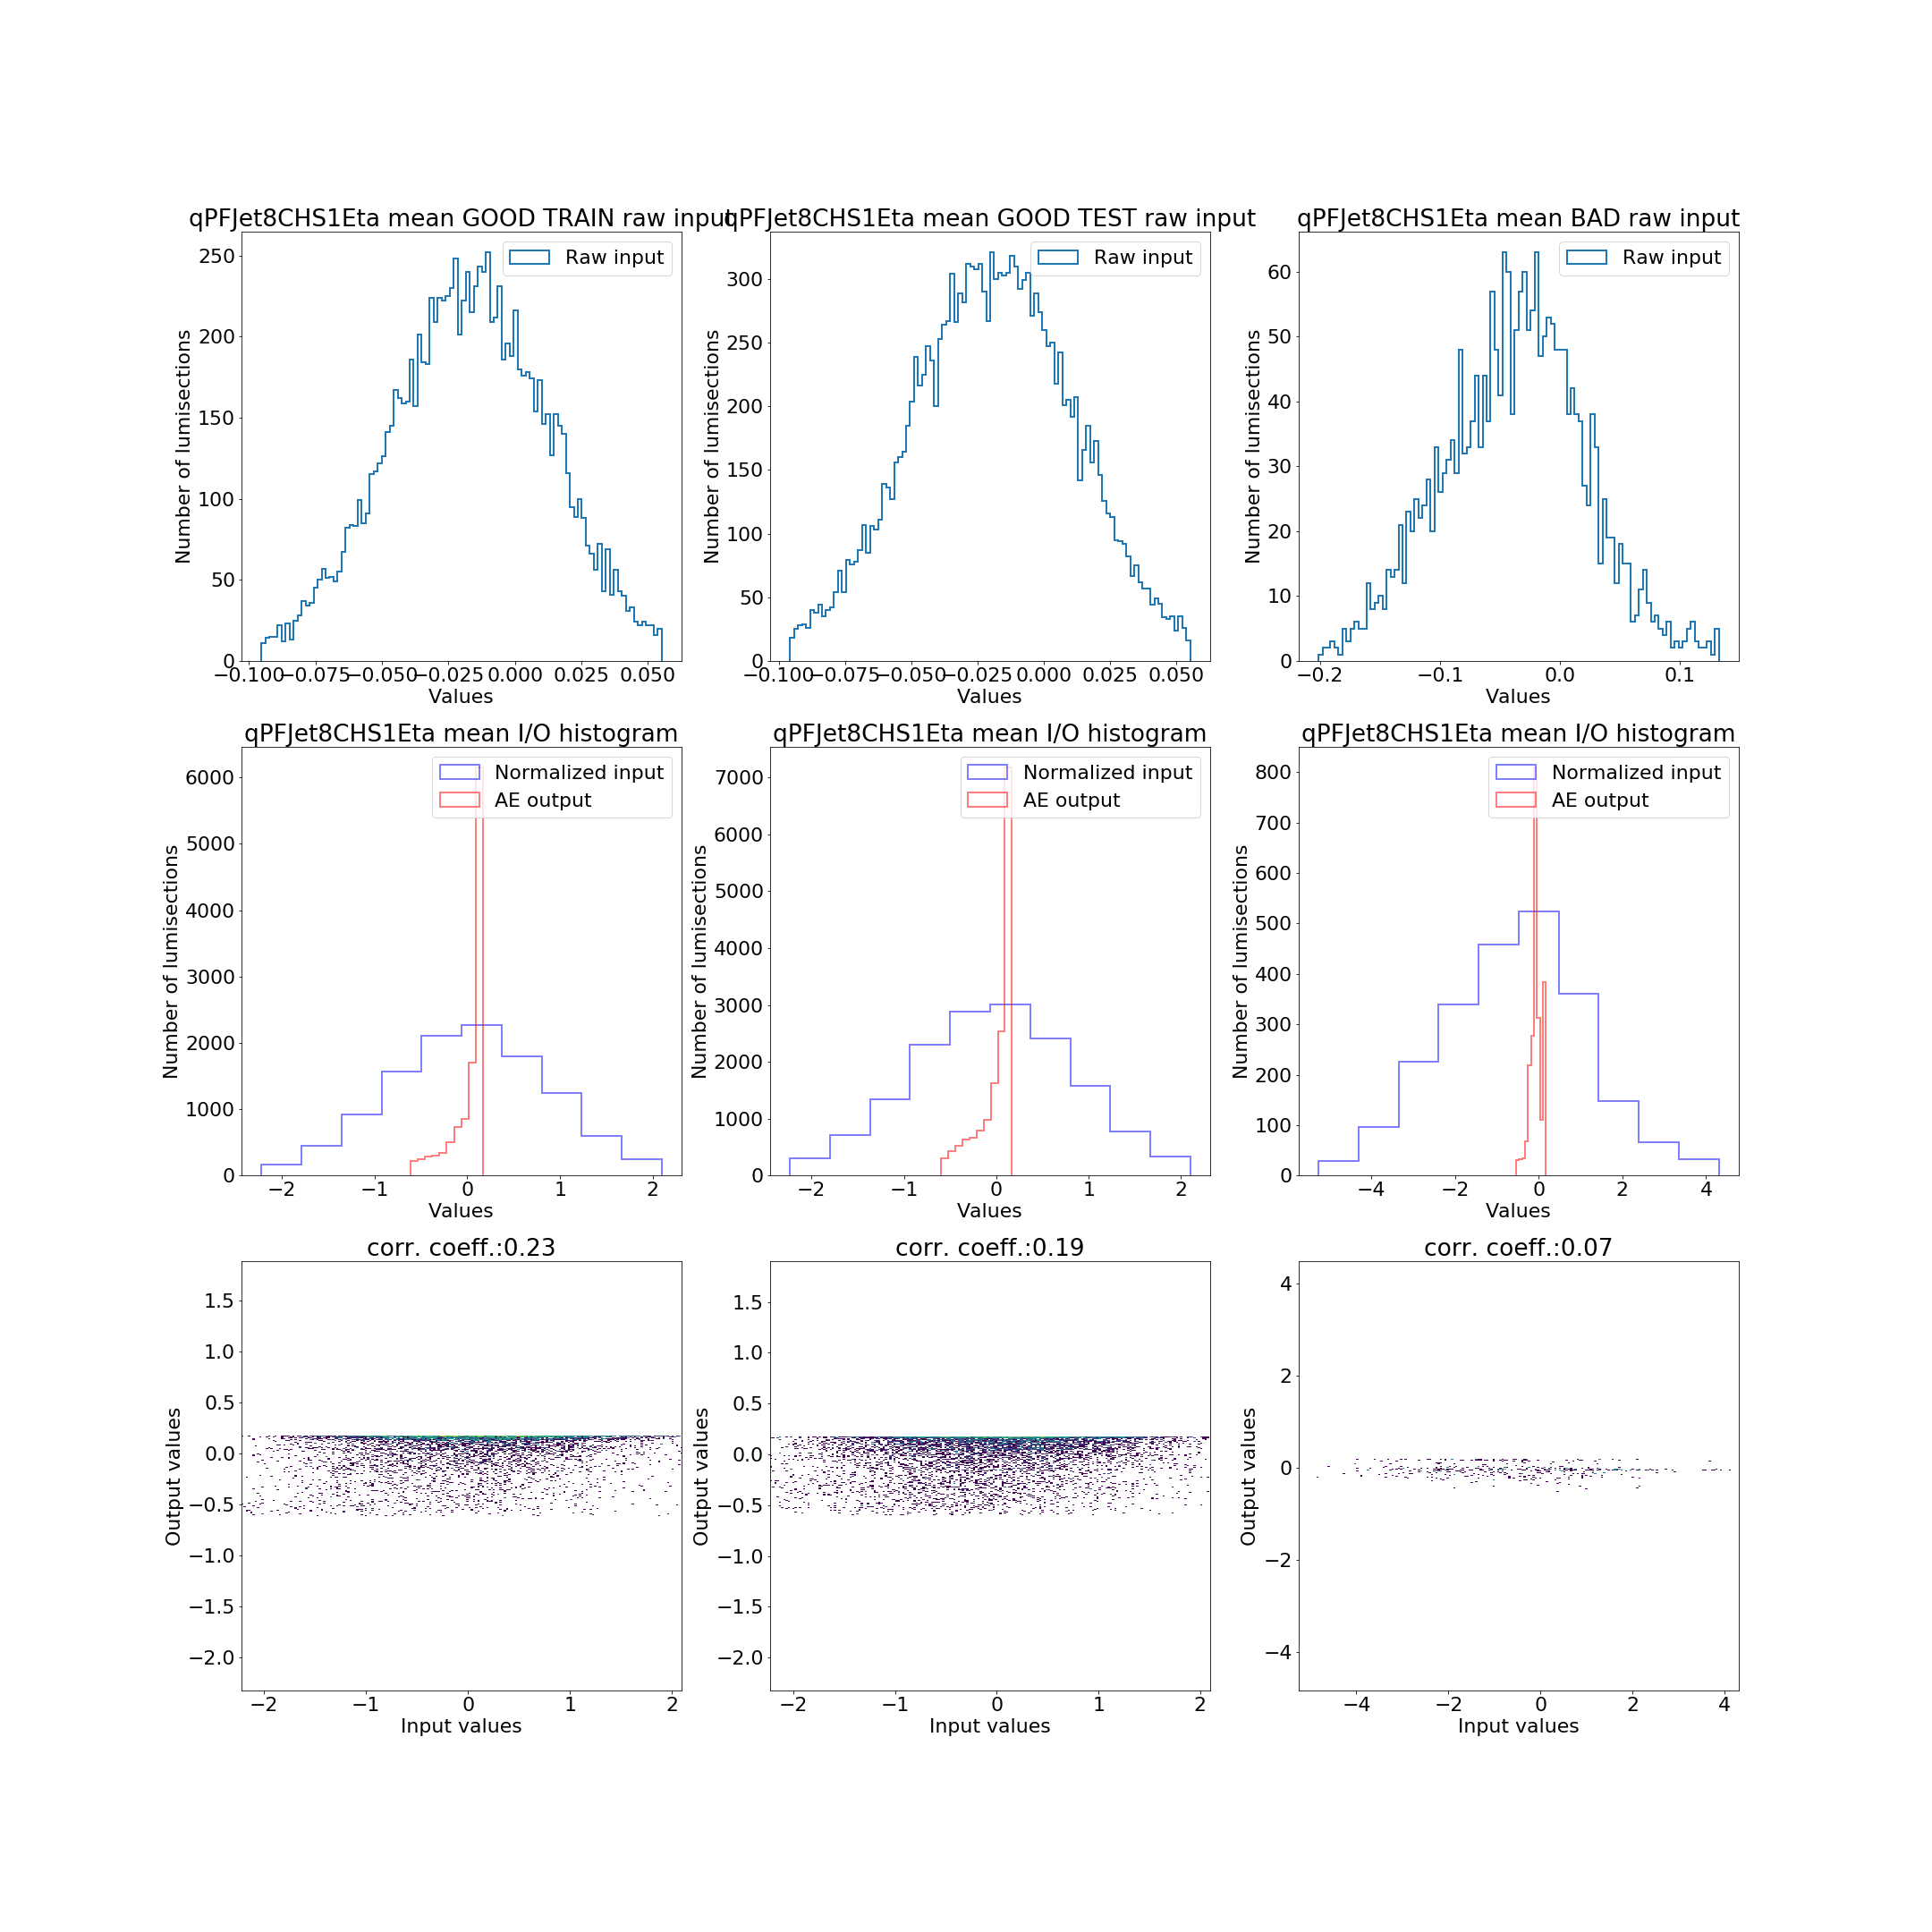 qPFJet8CHS1Eta mean GOOD TRAIN raw input
Number of lumisections
250
200
150
100
50
0
Raw input
−0.100 −0.075 −0.050 −0.025 0.000 0.025 0.050
Values
qPFJet8CHS1Eta mean GOOD TEST raw input
Number of lumisections
300
250
200
150
100
50
0
Raw input
−0.100 −0.075 −0.050 −0.025 0.000 0.025 0.050
Values
qPFJet8CHS1Eta mean BAD raw input
Number of lumisections
60
50
40
30
20
10
0
Raw input
−0.2 −0.1 0.0 0.1
Values
qPFJet8CHS1Eta mean I/O histogram
Number of lumisections
6000
5000
4000
3000
2000
1000
0
Normalized input
AE output
−2 −1 0 1 2
Values
qPFJet8CHS1Eta mean I/O histogram
Number of lumisections
7000
6000
5000
4000
3000
2000
1000
0
Normalized input
AE output
−2 −1 0 1 2
Values
qPFJet8CHS1Eta mean I/O histogram
Number of lumisections
800
700
600
500
400
300
200
100
0
Normalized input
AE output
−4 −2 0 2 4
Values
corr. coeff.:0.23
Output values
1.5
1.0
0.5
0.0
−0.5
−1.0
−1.5
−2.0
−2 −1 0 1 2
Input values
corr. coeff.:0.19
Output values
1.5
1.0
0.5
0.0
−0.5
−1.0
−1.5
−2.0
−2 −1 0 1 2
Input values
corr. coeff.:0.07
Output values
4
2
0
−2
−4
−4 −2 0 2 4
Input values